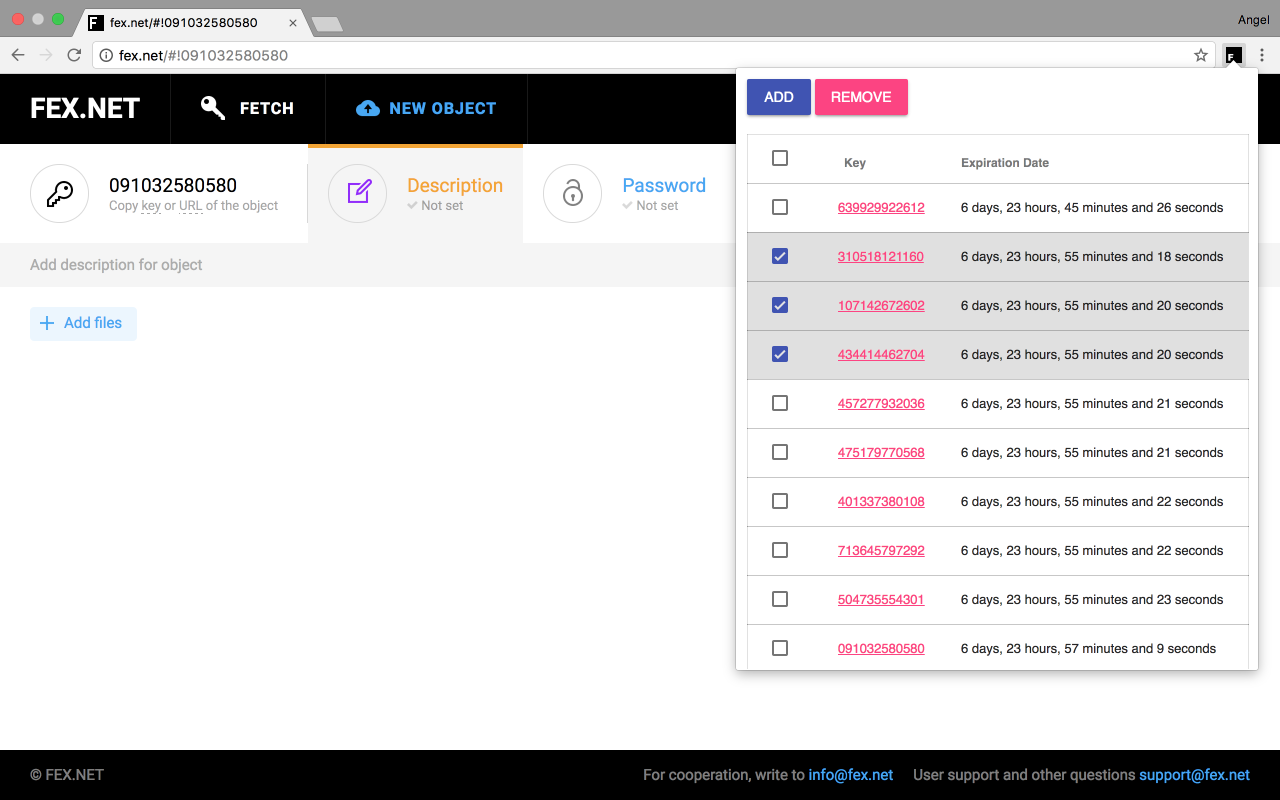 fex.net/#!091032580580
Angel
fex.net/#!091032580580
FEX.NET
FETCH
NEW OBJECT
091032580580
Copy key or URL of the object
Description
Not set
Password
Not set
Add description for object
Add files
ADD
REMOVE
Key Expiration Date
639929922612 6 days, 23 hours, 45 minutes and 26 seconds
310518121160 6 days, 23 hours, 55 minutes and 18 seconds
107142672602 6 days, 23 hours, 55 minutes and 20 seconds
434414462704 6 days, 23 hours, 55 minutes and 20 seconds
457277932036 6 days, 23 hours, 55 minutes and 21 seconds
475179770568 6 days, 23 hours, 55 minutes and 21 seconds
401337380108 6 days, 23 hours, 55 minutes and 22 seconds
713645797292 6 days, 23 hours, 55 minutes and 22 seconds
504735554301 6 days, 23 hours, 55 minutes and 23 seconds
091032580580 6 days, 23 hours, 57 minutes and 9 seconds
© FEX.NET
For cooperation, write to info@fex.net
User support and other questions support@fex.net